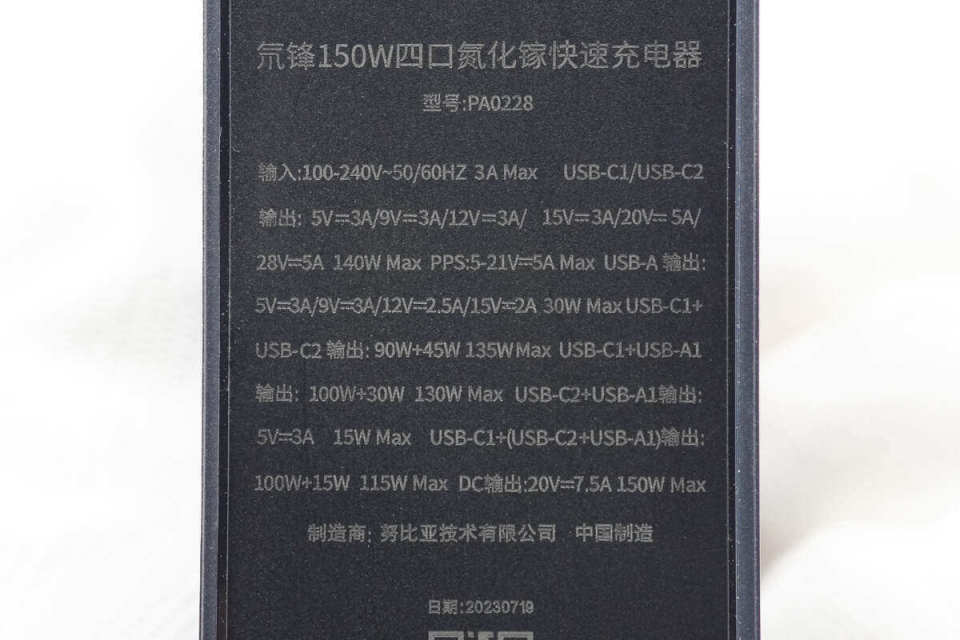 氘锋150W四口氮化镓快速充电器
型号:PA0228
输入:100-240V~50/60HZ 3A Max USB-C1/USB-C2
输出: 5V⎓3A/9V⎓3A/12V⎓3A/ 15V⎓3A/20V⎓5A/
28V⎓5A 140W Max PPS:5-21V⎓5A Max USB-A 输出:
5V⎓3A/9V⎓3A/12V⎓2.5A/15V⎓2A 30W Max USB-C1+
USB-C2 输出: 90W+45W 135W Max USB-C1+USB-A1
输出: 100W+30W 130W Max USB-C2+USB-A1输出:
5V⎓3A 15W Max USB-C1+(USB-C2+USB-A1)输出:
100W+15W 115W Max DC输出:20V⎓7.5A 150W Max
制造商: 努比亚技术有限公司 中国制造
日期:20230719